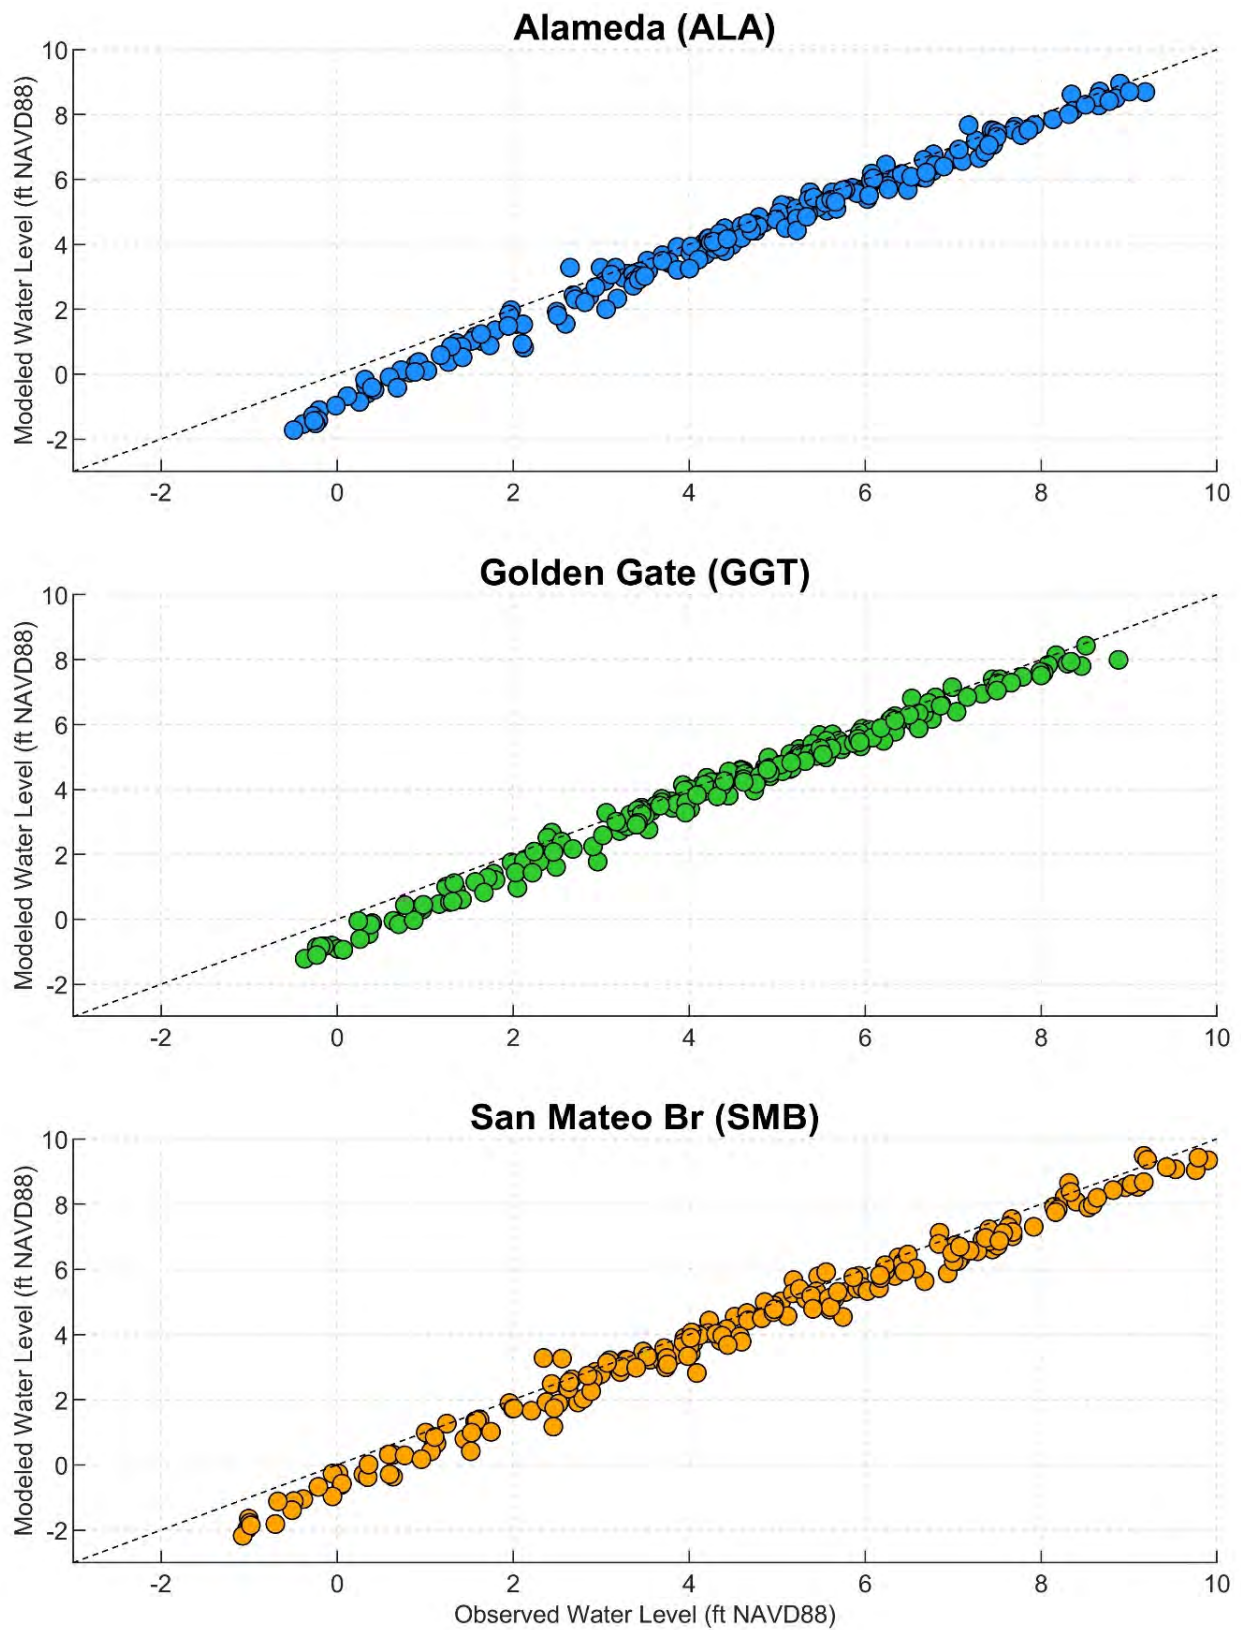 Alameda (ALA)
Modeled Water Level (ft NAVD88)
10
8
6
4
2
0
-2
-2 0 2 4 6 8 10
Golden Gate (GGT)
Modeled Water Level (ft NAVD88)
10
8
6
4
2
0
-2
-2 0 2 4 6 8 10
San Mateo Br (SMB)
Modeled Water Level (ft NAVD88)
10
8
6
4
2
0
-2
-2 0 2 4 6 8 10
Observed Water Level (ft NAVD88)